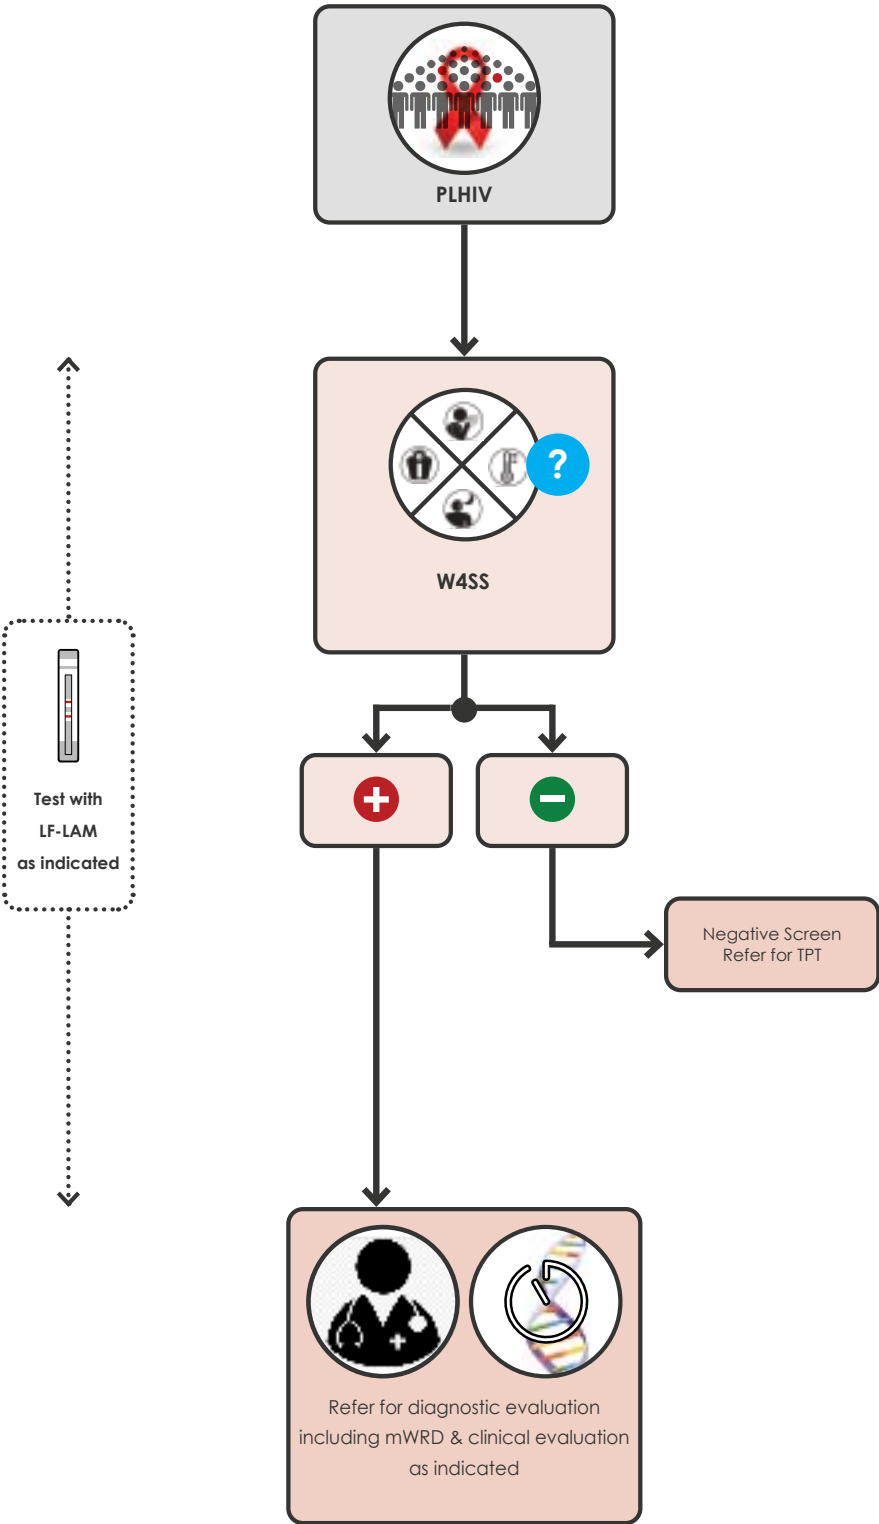 PLHIV
?
W4SS
Test with
LF-LAM
as indicated
Negative Screen
Refer for TPT
Refer for diagnostic evaluation
including mWRD & clinical evaluation
as indicated